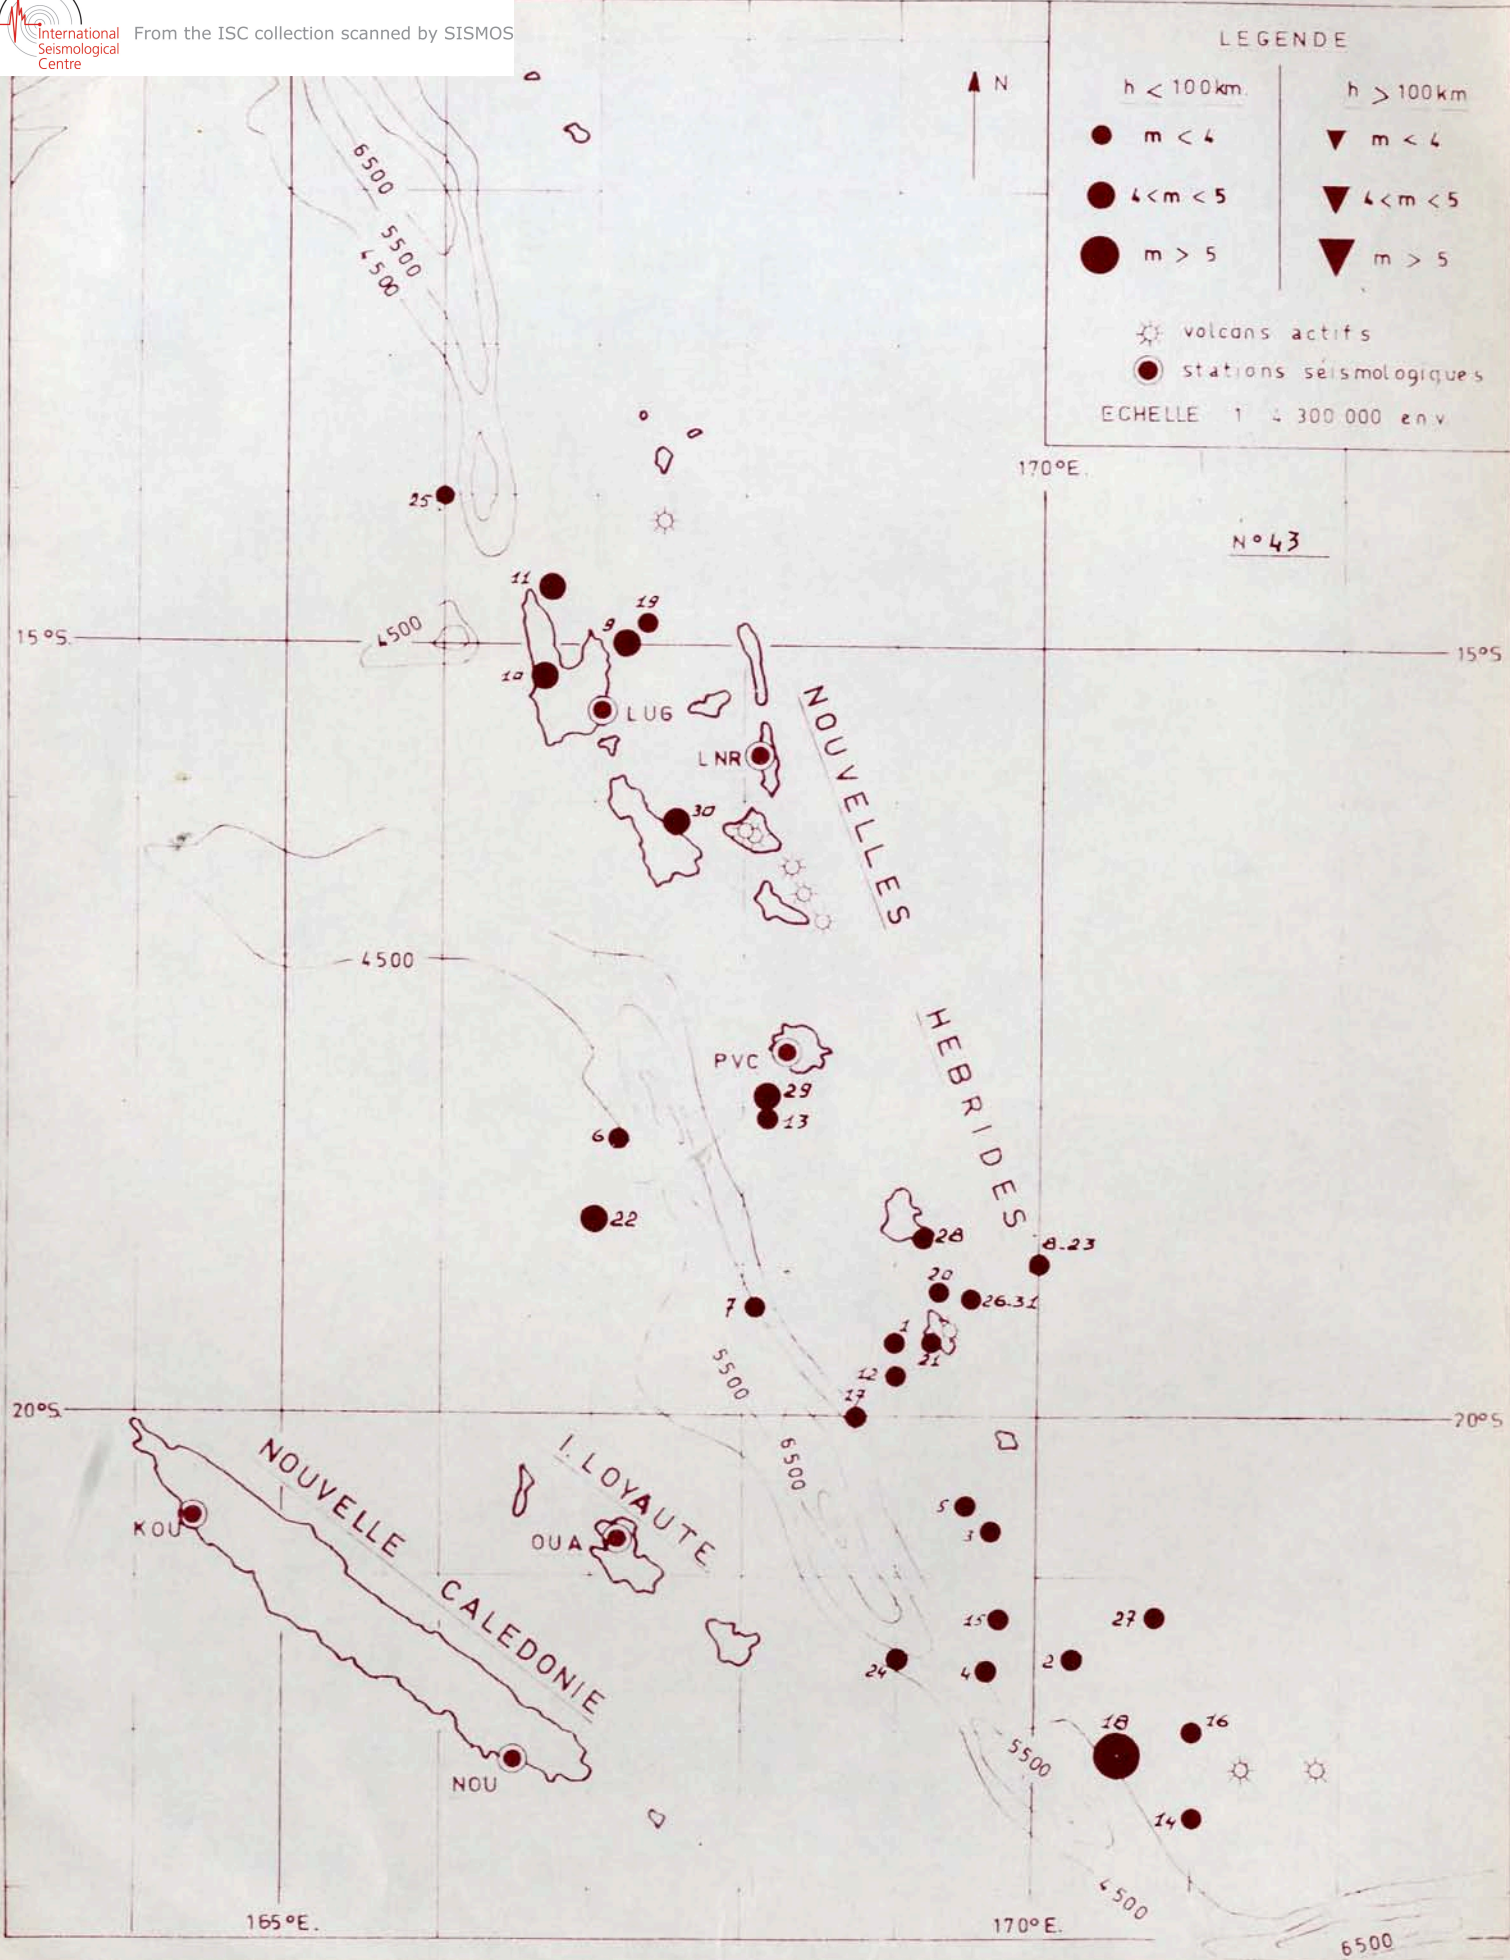 International
Seismological
Centre
From the ISC collection scanned by SISMOS
LEGENDE
h < 100km.
h > 100km
m < 4
m < 4
4 < m < 5
4 < m < 5
m > 5
m > 5
volcans actifs
stations séismologiques
ECHELLE 1 4 300 000 env.
N
6500
5500
4500
170°E.
N° 43
25
11
19
9
15°S.
4500
15°S
10
LUG
LNR
NOUVELLES
30
4500
HEBRIDES
PVC
29
13
6
22
28
8-23
20
26-31
7
1
21
12
17
5500
20°S.
20°S
6500
NOUVELLE CALEDONIE
I. LOYAUTE
KOU
OUA
5
3
15
27
24
4
2
18
16
5500
NOU
14
4500
165°E.
170°E.
6500